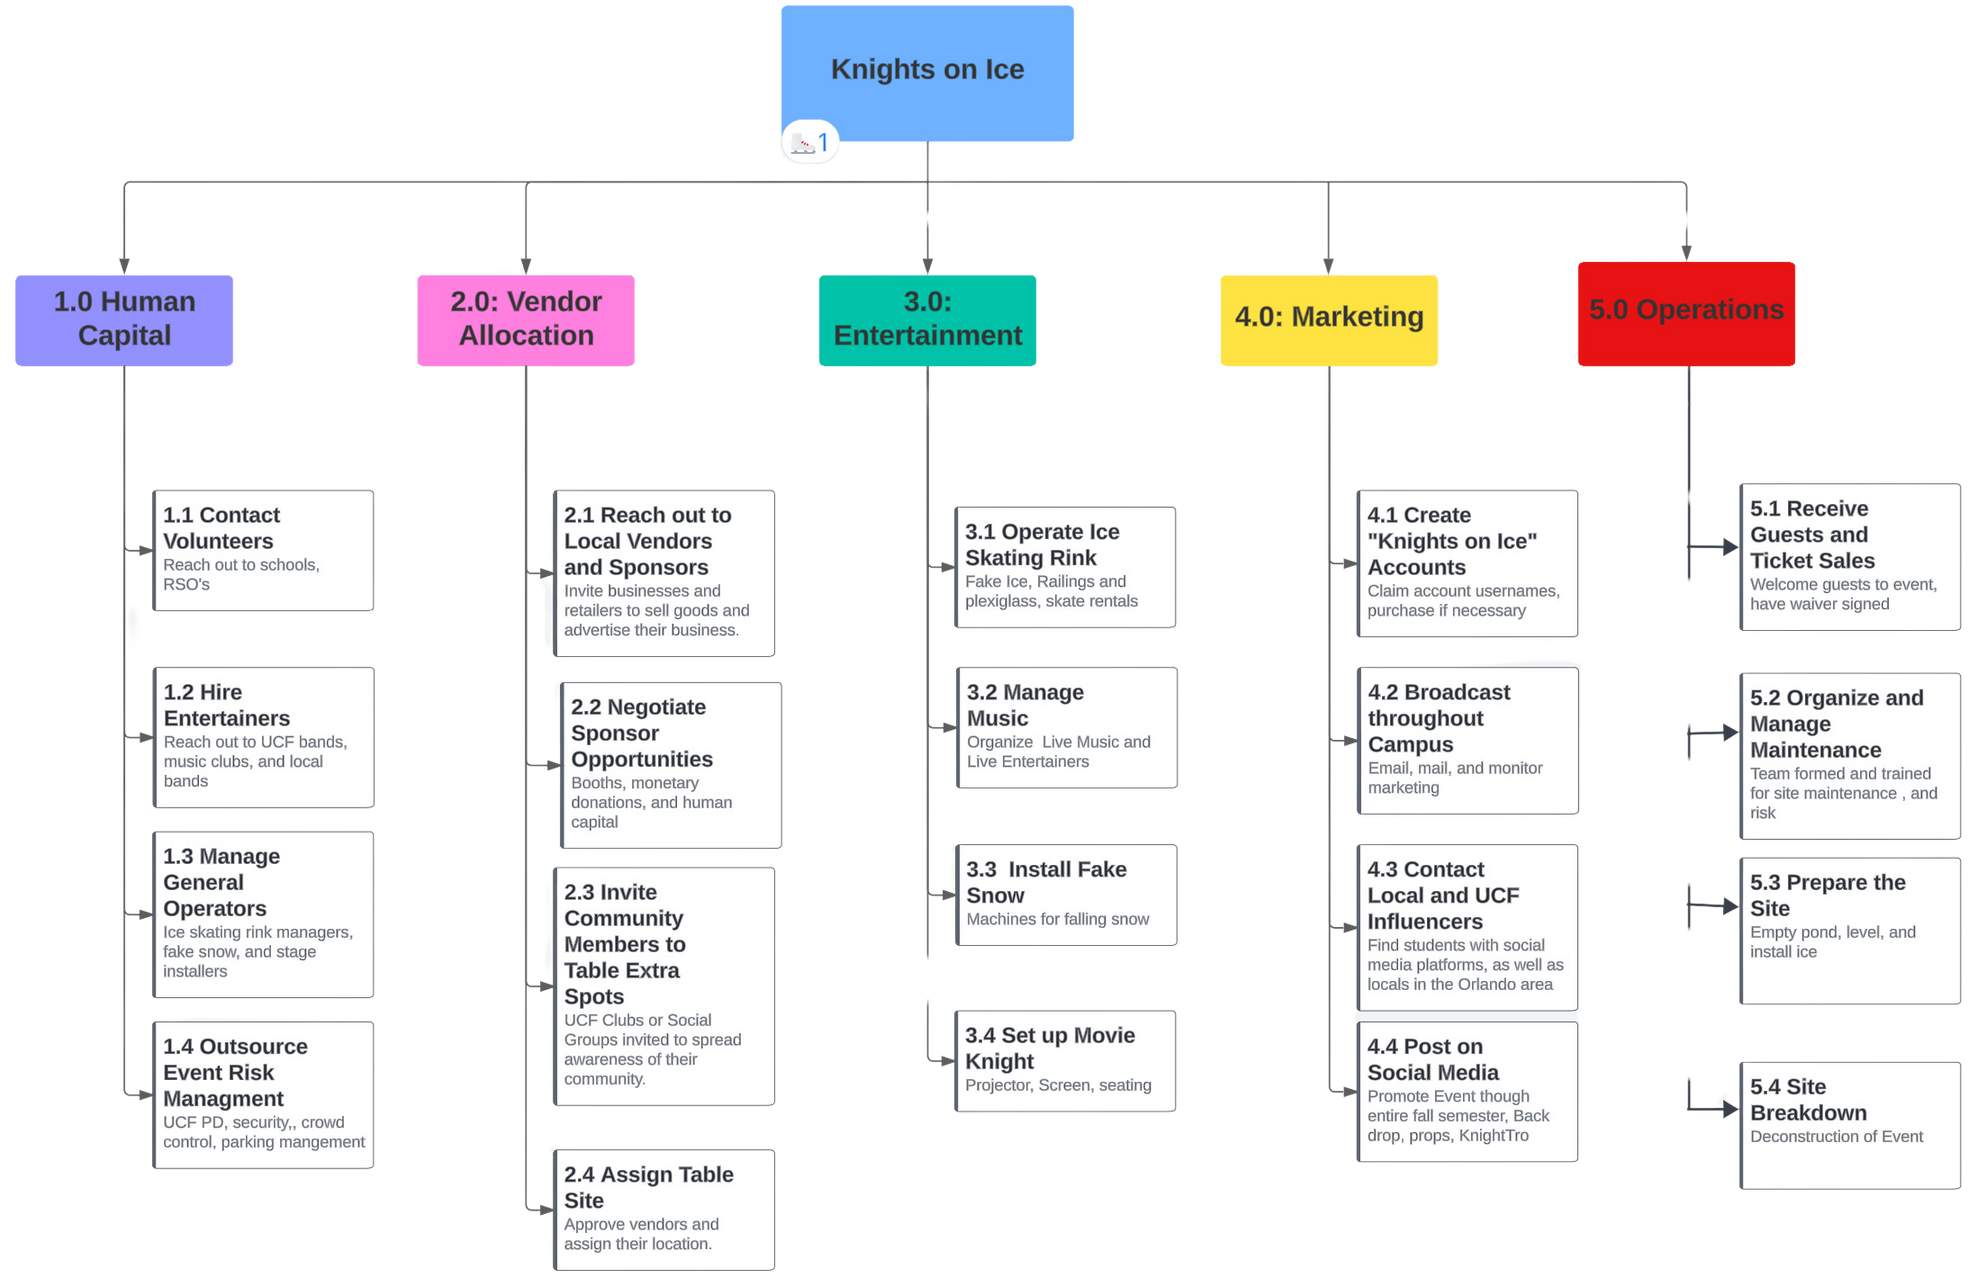 Knights on Ice
1
1.0 Human
Capital
2.0: Vendor
Allocation
3.0:
Entertainment
4.0: Marketing
5.0 Operations
1.1 Contact
Volunteers
Reach out to schools,
RSO's
1.2 Hire
Entertainers
Reach out to UCF bands,
music clubs, and local
bands
1.3 Manage
General
Operators
Ice skating rink managers,
fake snow, and stage
installers
1.4 Outsource
Event Risk
Managment
UCF PD, security,, crowd
control, parking mangement
2.1 Reach out to
Local Vendors
and Sponsors
Invite businesses and
retailers to sell goods and
advertise their business.
2.2 Negotiate
Sponsor
Opportunities
Booths, monetary
donations, and human
capital
2.3 Invite
Community
Members to
Table Extra
Spots
UCF Clubs or Social
Groups invited to spread
awareness of their
community.
2.4 Assign Table
Site
Approve vendors and
assign their location.
3.1 Operate Ice
Skating Rink
Fake Ice, Railings and
plexiglass, skate rentals
3.2 Manage
Music
Organize  Live Music and
Live Entertainers
3.3  Install Fake
Snow
Machines for falling snow
3.4 Set up Movie
Knight
Projector, Screen, seating
4.1 Create
"Knights on Ice"
Accounts
Claim account usernames,
purchase if necessary
4.2 Broadcast
throughout
Campus
Email, mail, and monitor
marketing
4.3 Contact
Local and UCF
Influencers
Find students with social
media platforms, as well as
locals in the Orlando area
4.4 Post on
Social Media
Promote Event though
entire fall semester, Back
drop, props, KnightTro
5.1 Receive
Guests and
Ticket Sales
Welcome guests to event,
have waiver signed
5.2 Organize and
Manage
Maintenance
Team formed and trained
for site maintenance , and
risk
5.3 Prepare the
Site
Empty pond, level, and
install ice
5.4 Site
Breakdown
Deconstruction of Event